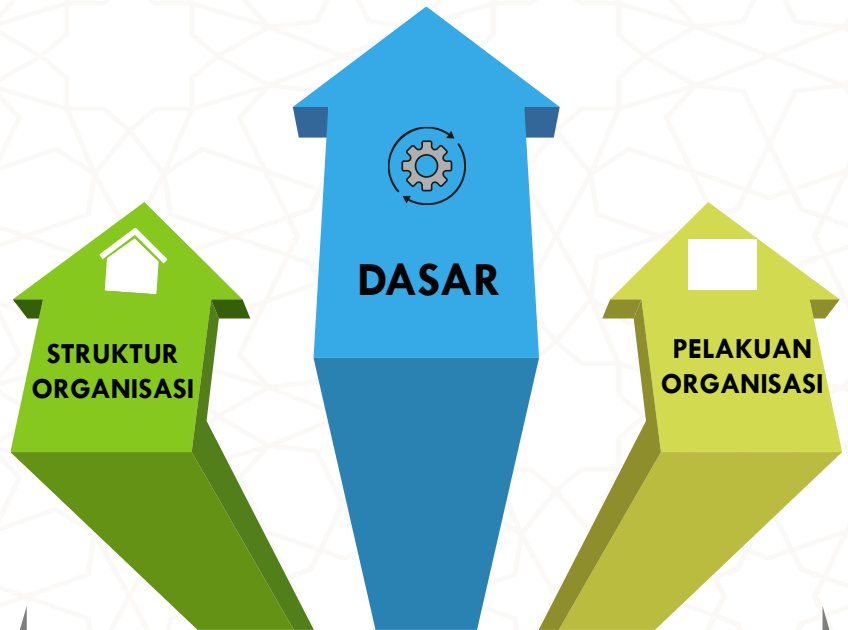 DASAR
STRUKTUR
ORGANISASI
PELAKUAN
ORGANISASI